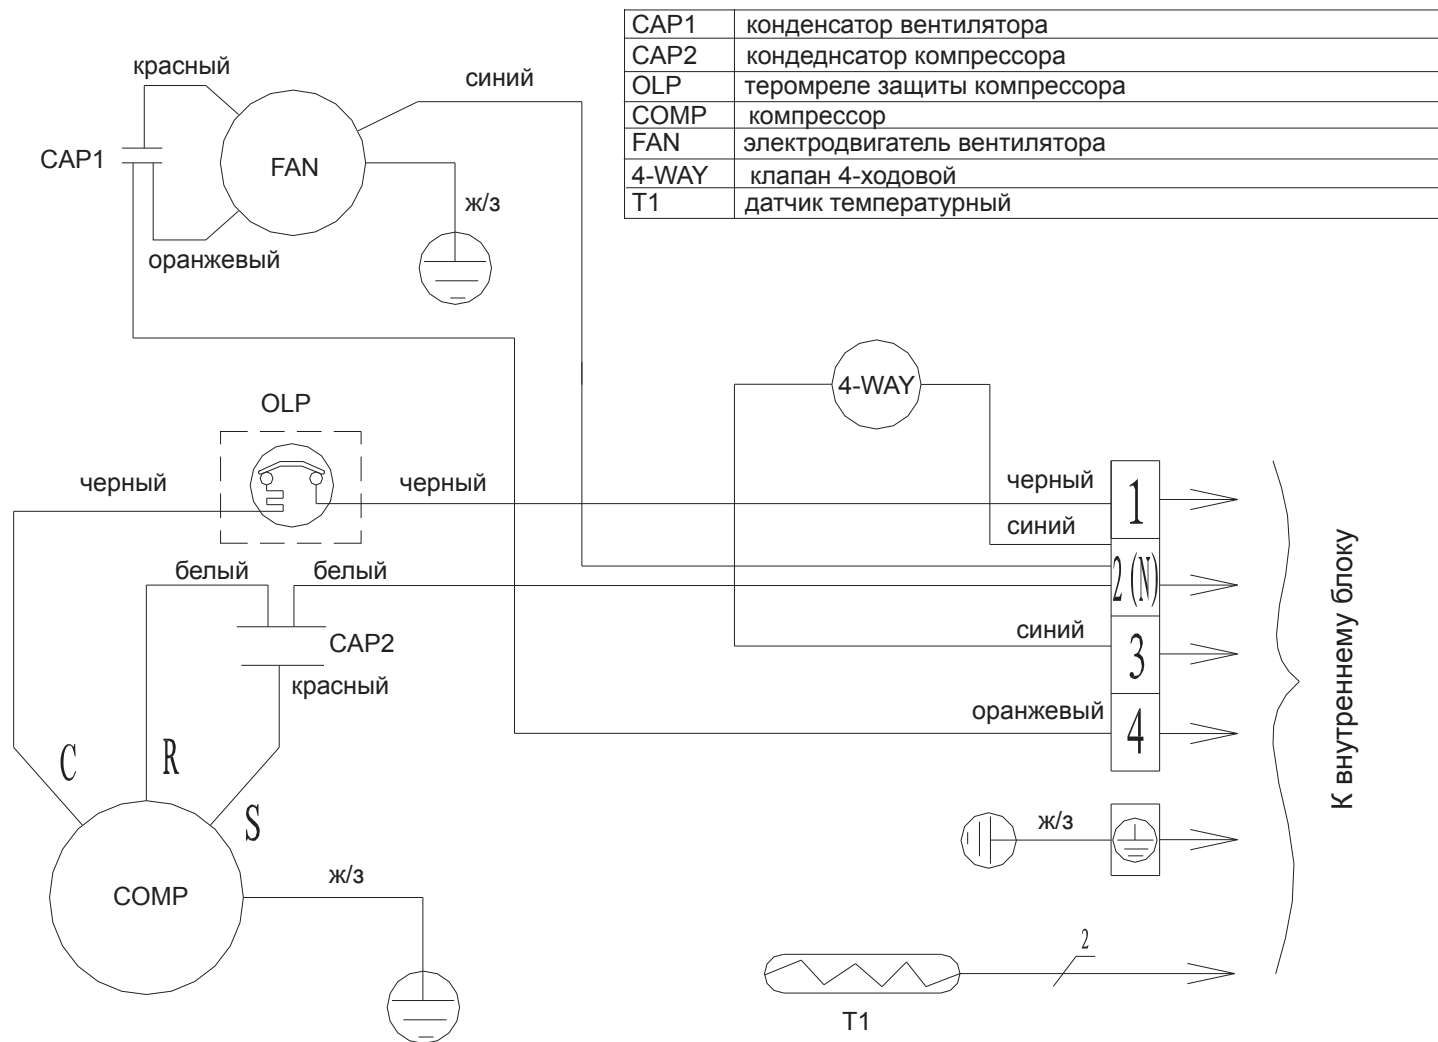 CAP1 конденсатор вентилятора
CAP2 кондеднсатор компрессора
OLP теромреле защиты компрессора
COMP компрессор
FAN электродвигатель вентилятора
4-WAY клапан 4-ходовой
T1 датчик температурный
красный
синий
CAP1
FAN
ж/з
оранжевый
4-WAY
OLP
черный
черный
черный
1
синий
белый
белый
2 (N)
CAP2
синий
3
красный
оранжевый
4
C
R
S
К внутреннему блоку
ж/з
COMP
ж/з
2
T1